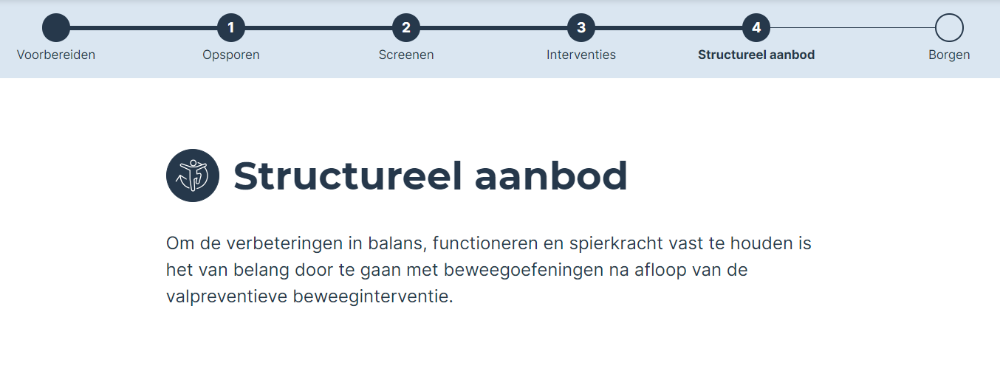 1 2 3 4
Voorbereiden Opsporen Screenen Interventies Structureel aanbod Borgen
Structureel aanbod
Om de verbeteringen in balans, functioneren en spierkracht vast te houden is
het van belang door te gaan met beweegoefeningen na afloop van de
valpreventieve beweeginterventie.